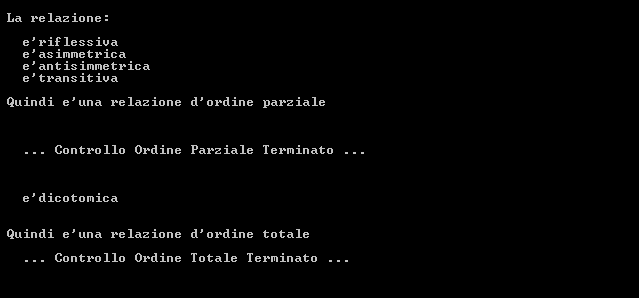 La relazione:
e'riflessiva
e'asimmetrica
e'antisimmetrica
e'transitiva
Quindi e'una relazione d'ordine parziale
... Controllo Ordine Parziale Terminato ...
e'dicotomica
Quindi e'una relazione d'ordine totale
... Controllo Ordine Totale Terminato ...